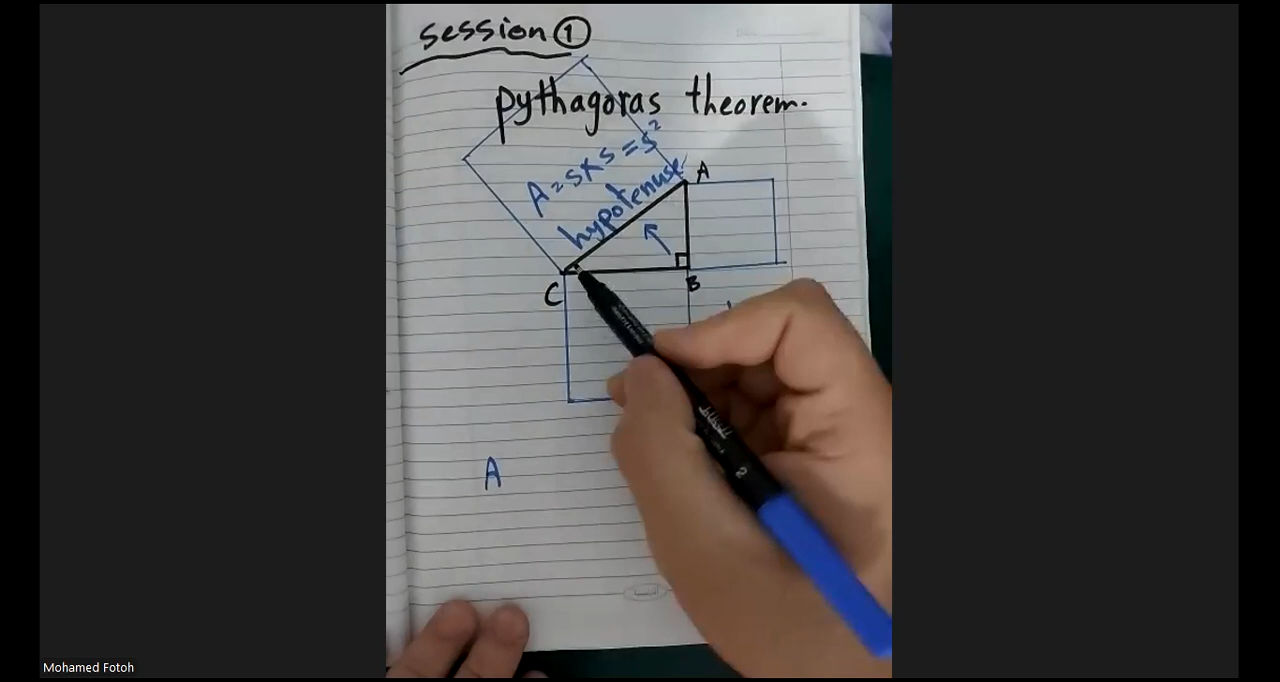 session 1
pythagoras theorem.
A = s x s = s²
hypotenuse
A
C
B
A
Mohamed Fotoh